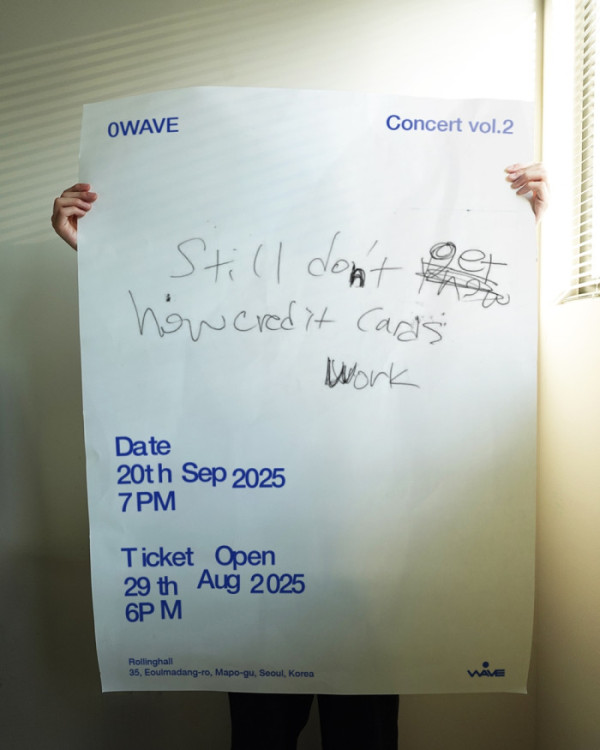 0WAVE
Concert vol.2
Still don't get
how credit cards
work
Date
20th Sep 2025
7PM
Ticket Open
29th Aug 2025
6PM
Rollinghall
35, Eoulmadang-ro, Mapo-gu, Seoul, Korea
WAVE